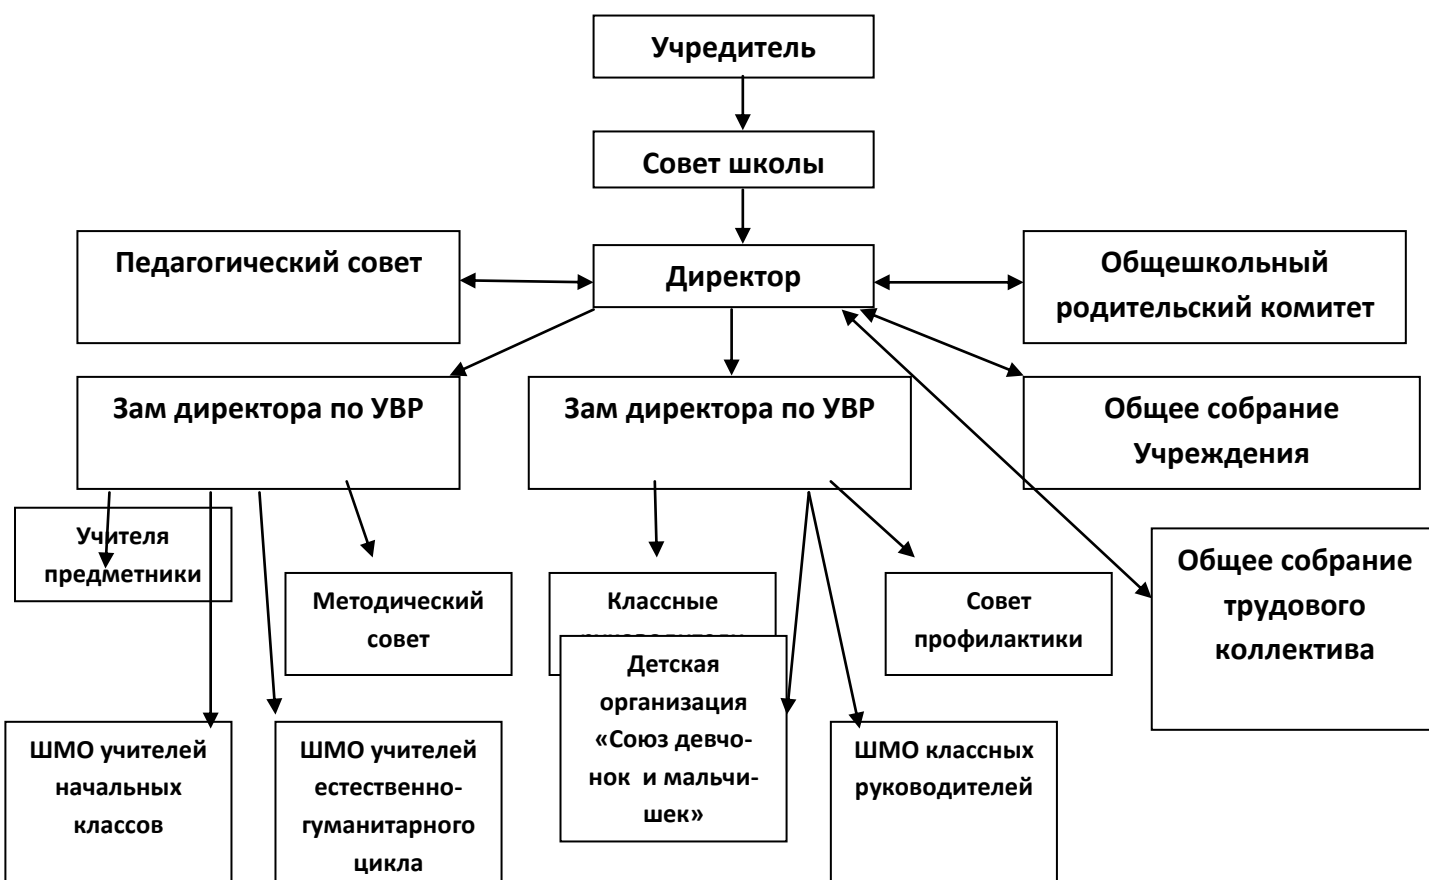 Учредитель
Совет школы
Педагогический совет
Директор
Общешкольный
родительский комитет
Зам директора по УВР
Зам директора по УВР
Общее собрание
Учреждения
Учителя
предметники
Методический
совет
Классные
Совет
профилактики
Общее собрание
трудового
коллектива
Детская
организация
«Союз девчо-
нок и мальчи-
шек»
ШМО учителей
начальных
классов
ШМО учителей
естественно-
гуманитарного
цикла
ШМО классных
руководителей